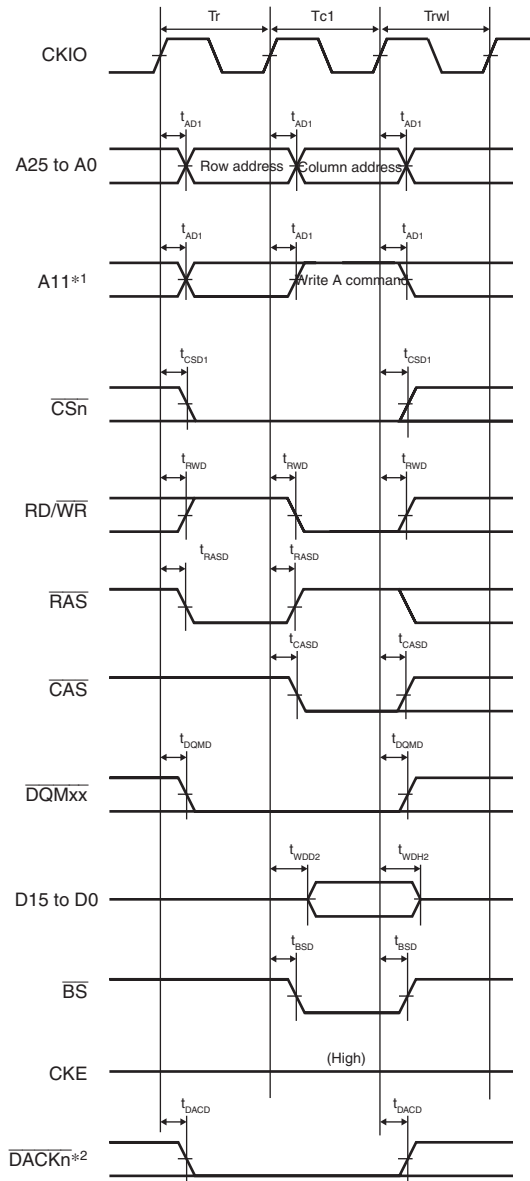 Tr Tc1 Trwl
CKIO
tAD1 tAD1 tAD1
A25 to A0 Row address Column address
tAD1 tAD1 tAD1
A11*1 Write A command
tCSD1 tCSD1
CSn
tRWD tRWD tRWD
RD/WR
tRASD tRASD
RAS
tCASD tCASD
CAS
tDQMD tDQMD
DQMxx
tWDD2 tWDH2
D15 to D0
tBSD tBSD
BS
(High)
CKE
tDACD tDACD
DACKn*2